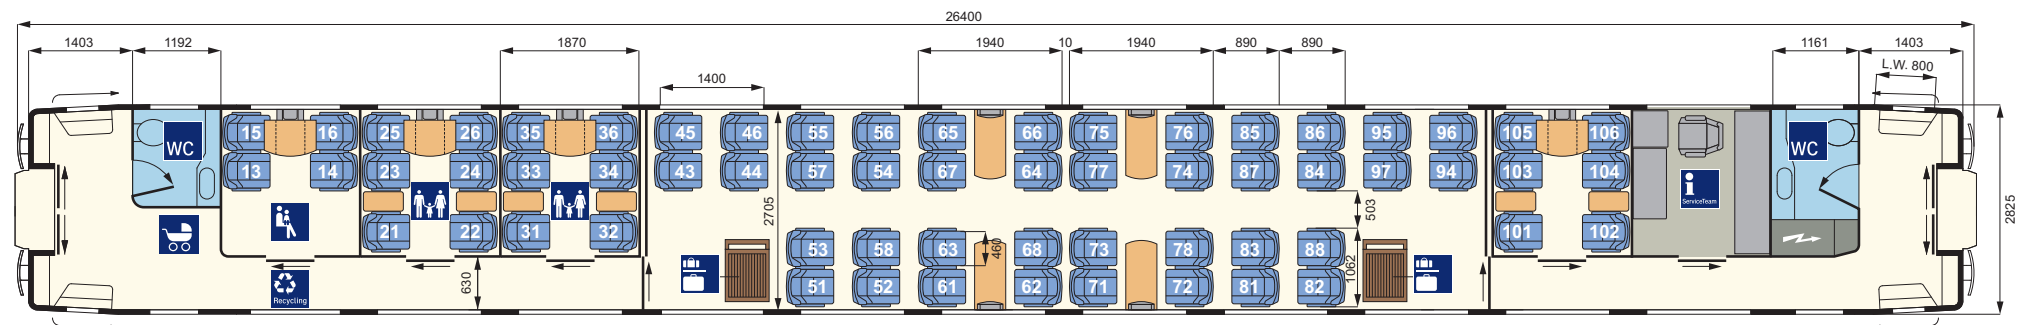 26400
1403 1192 1870 1940 10 1940 890 890 1161 1403
1400 L.W. 800
WC WC
15 16 25 26 35 36 45 46 55 56 65 66 75 76 85 86 95 96 105 106
13 14 23 24 33 34 43 44 57 54 67 64 77 74 87 84 97 94 103 104
ServiceTeam
2705 503 2825
21 22 31 32 101 102
53 58 63 460 68 73 78 83 88
630 1062
51 52 61 62 71 72 81 82
Recycling